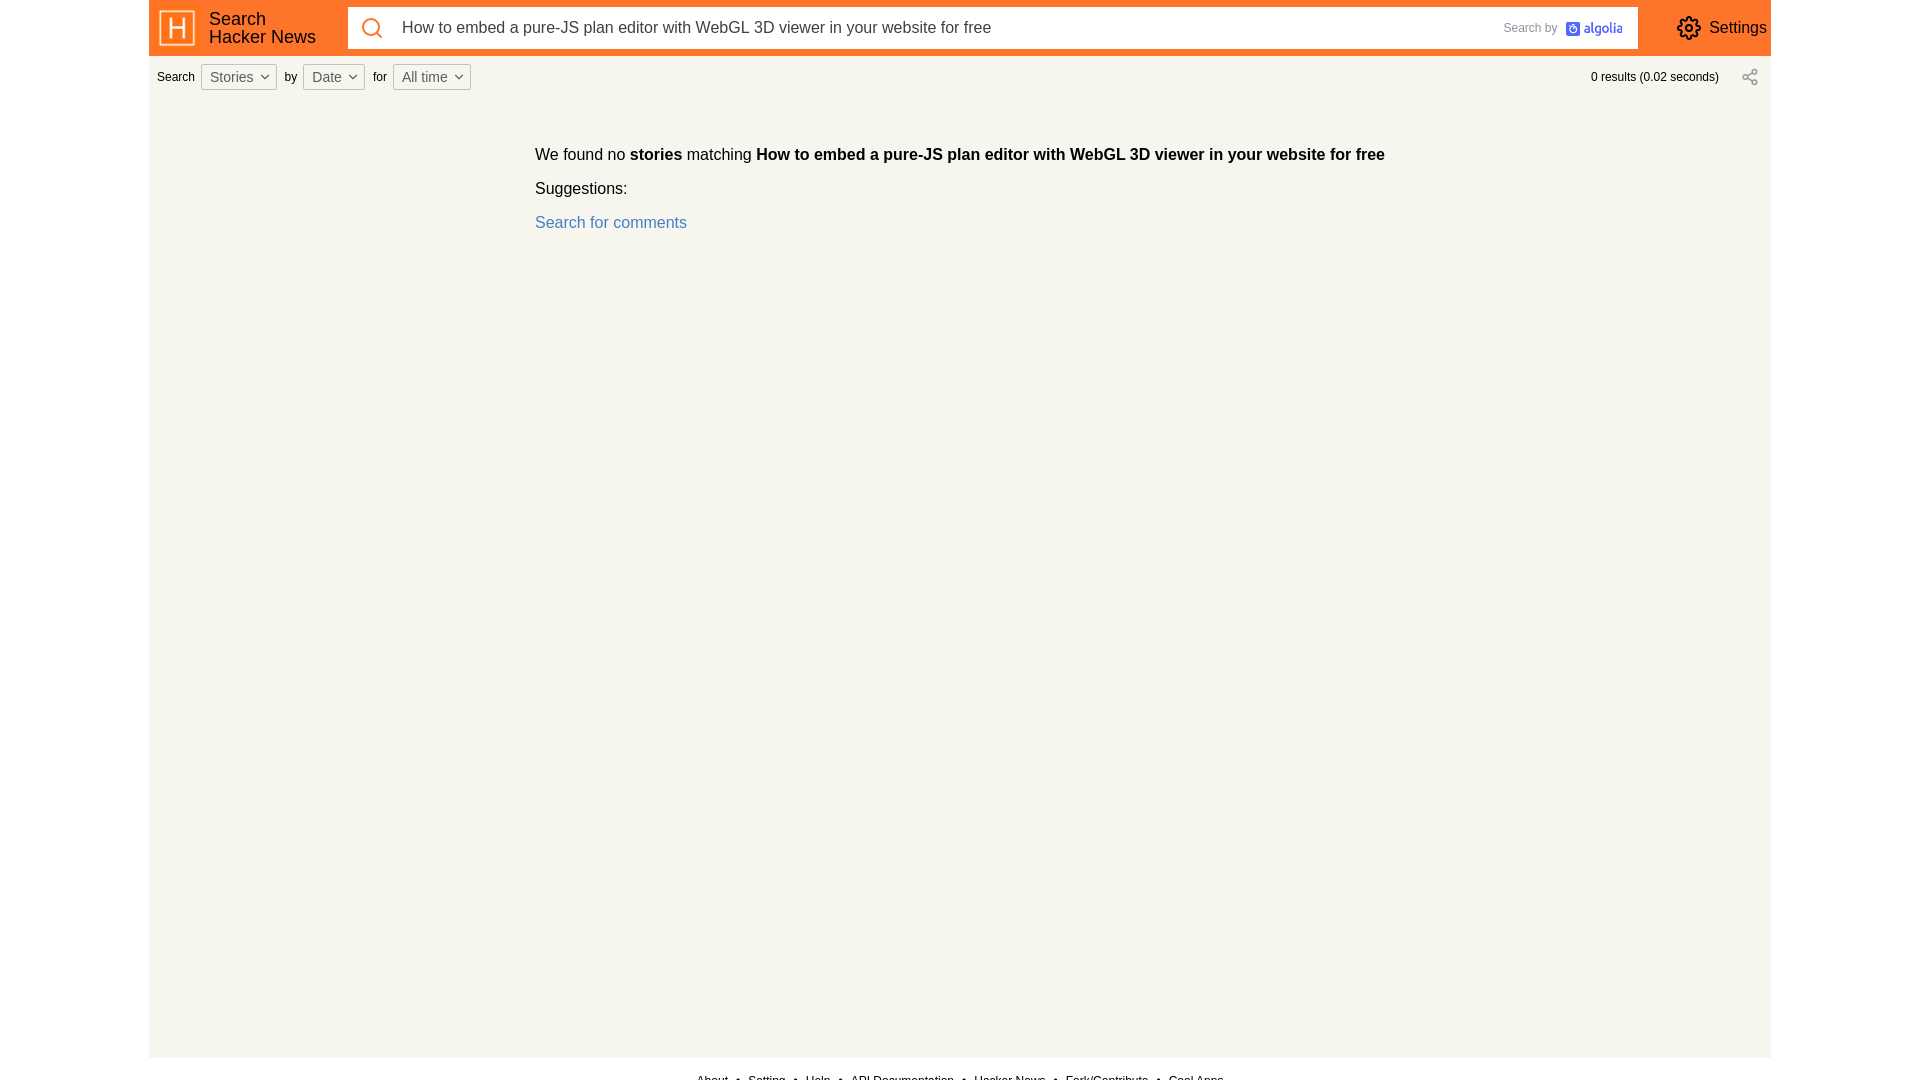 Search
Hacker News
How to embed a pure-JS plan editor with WebGL 3D viewer in your website for free
Search by algolia
Settings
Search Stories by Date for All time
0 results (0.02 seconds)
We found no stories matching How to embed a pure-JS plan editor with WebGL 3D viewer in your website for free
Suggestions:
Search for comments
About • Setting • Help • API Documentation • Hacker News • Fork/Contribute • Cool Apps